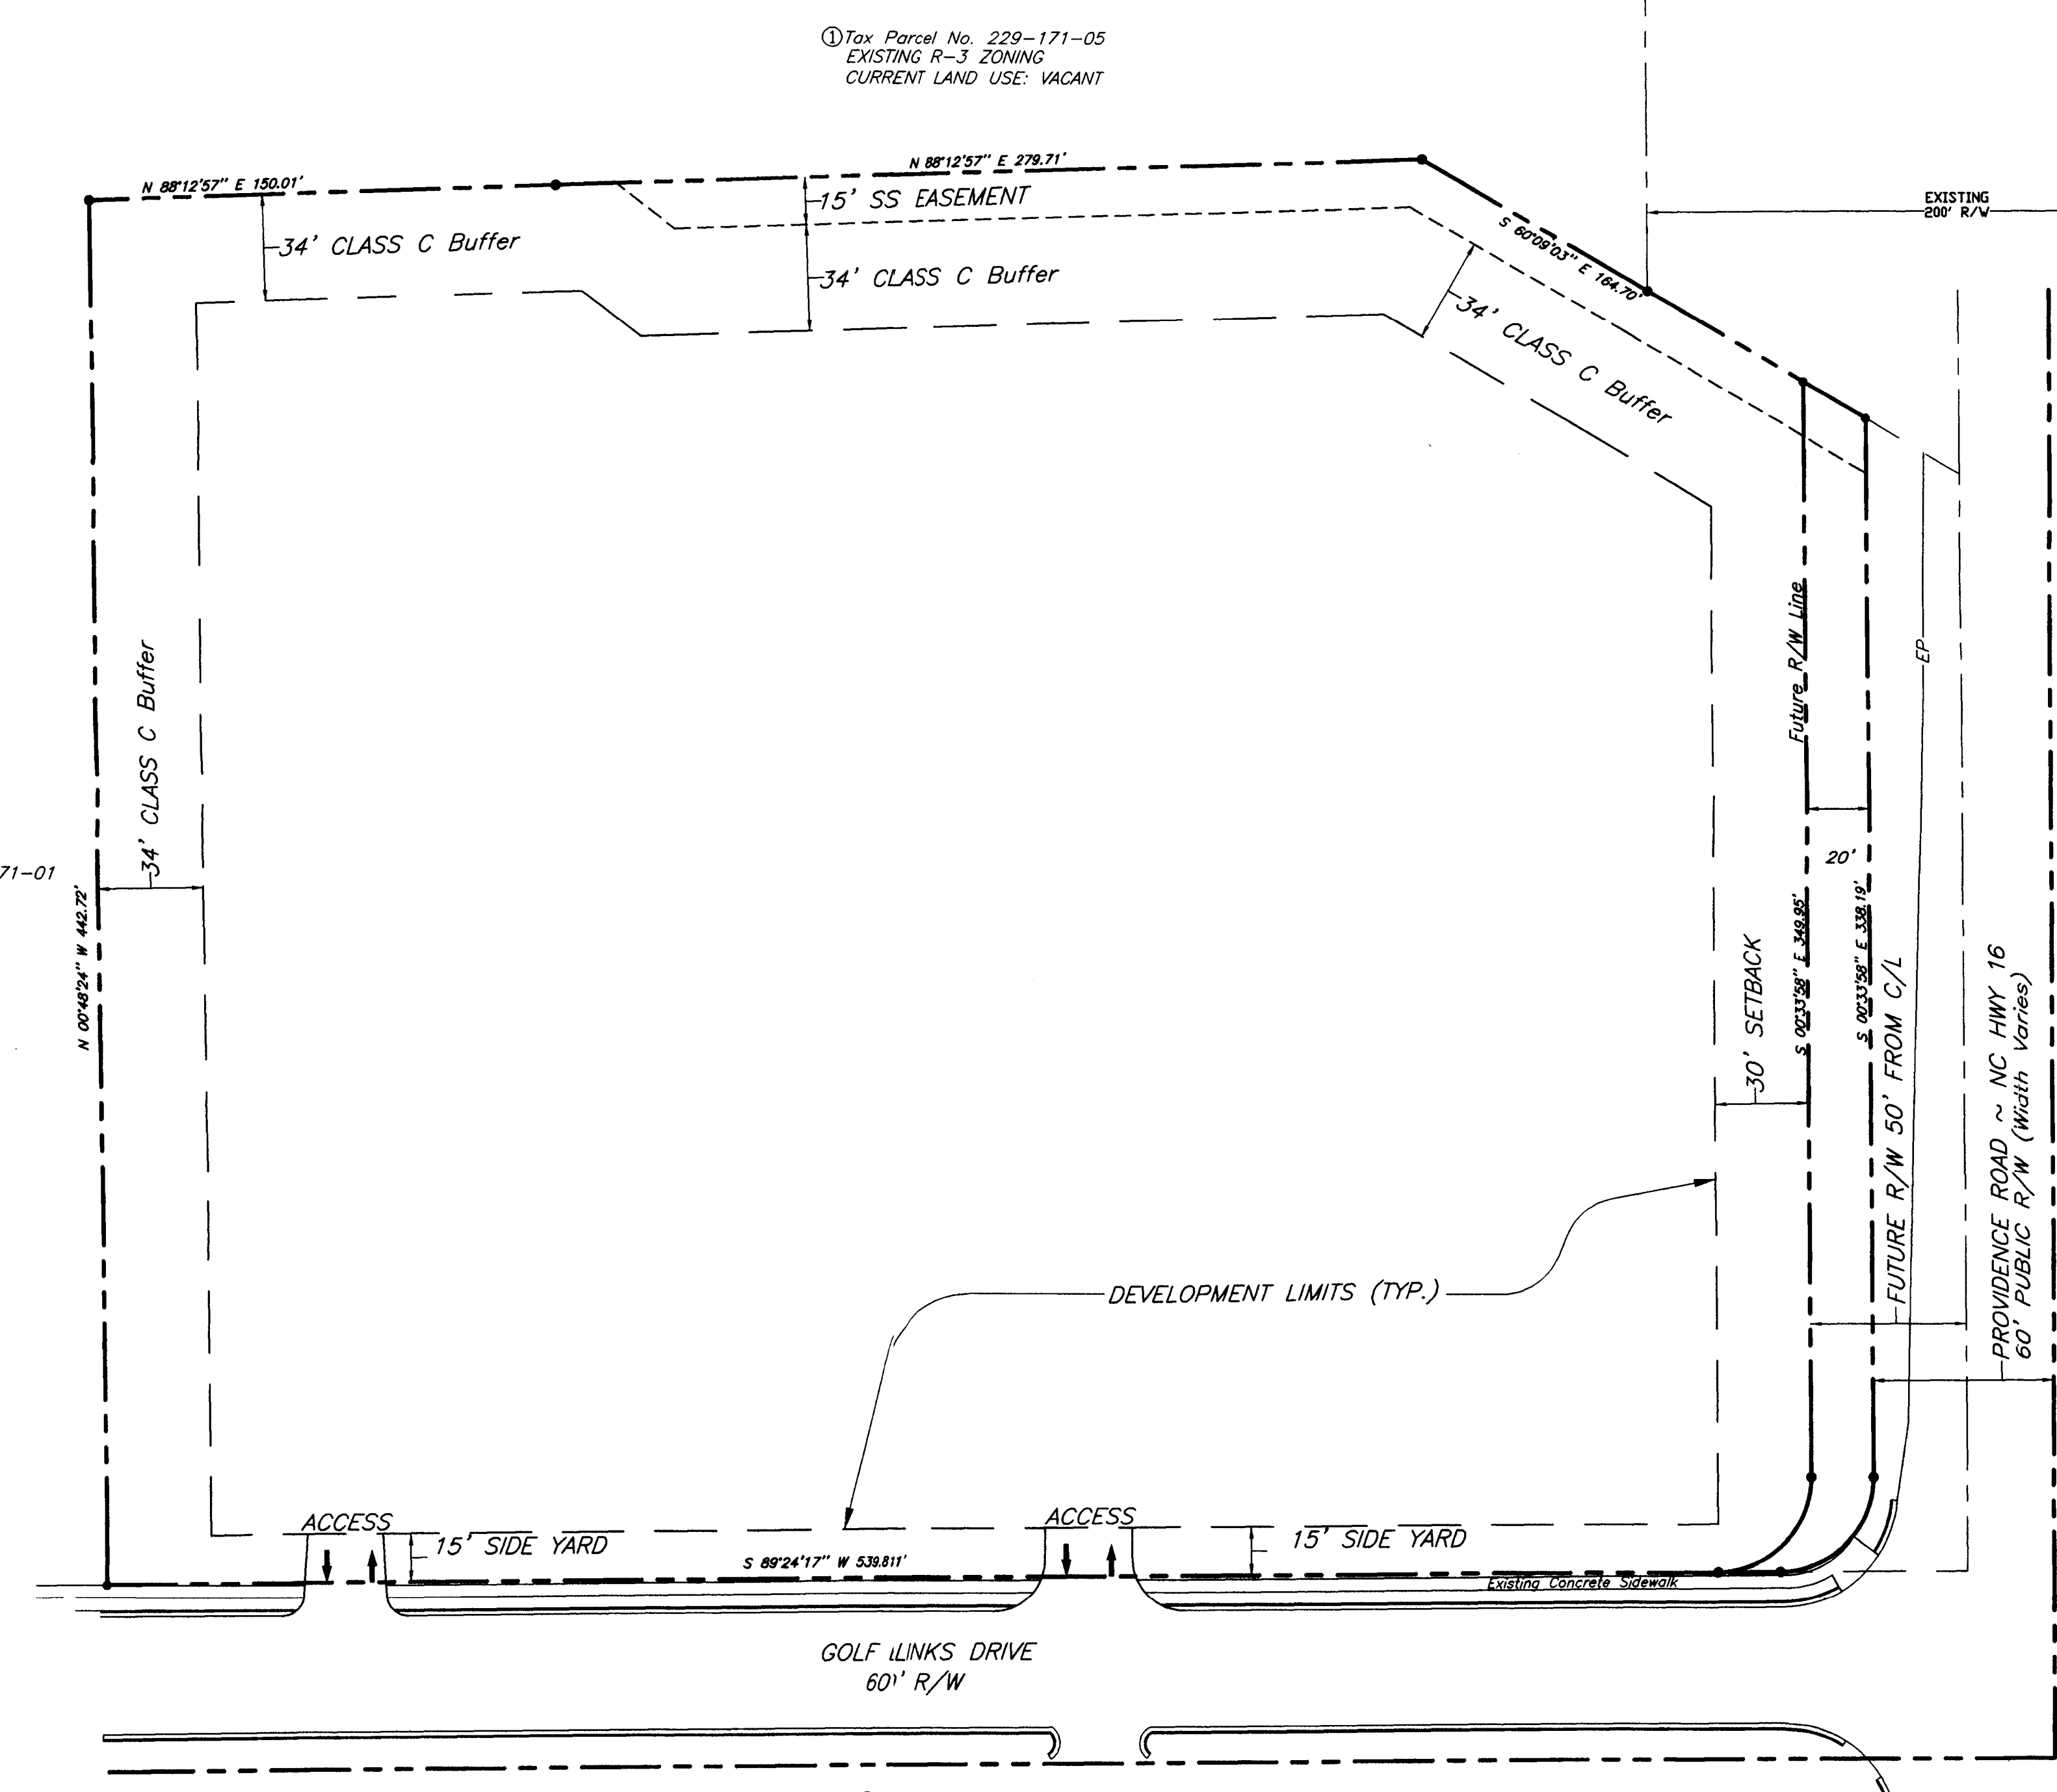 ①Tax Parcel No. 229-171-05
EXISTING R-3 ZONING
CURRENT LAND USE: VACANT
N 88°12'57" E 150.01'
N 88°12'57" E 279.71'
15' SS EASEMENT
34' CLASS C Buffer
34' CLASS C Buffer
S 60°09'03" E 164.70'
34' CLASS C Buffer
EXISTING
200' R/W
34' CLASS C Buffer
71-01
N 00°48'24" W 442.72'
Future R/W Line
EP
20'
S 00°33'58" E 349.95'
S 00°33'58" E 338.19'
30' SETBACK
FUTURE R/W 50' FROM C/L
PROVIDENCE ROAD ~ NC HWY 16
60' PUBLIC R/W (Width Varies)
DEVELOPMENT LIMITS (TYP.)
ACCESS
ACCESS
15' SIDE YARD
15' SIDE YARD
S 89°24'17" W 539.811'
Existing Concrete Sidewalk
GOLF LINKS DRIVE
60' R/W